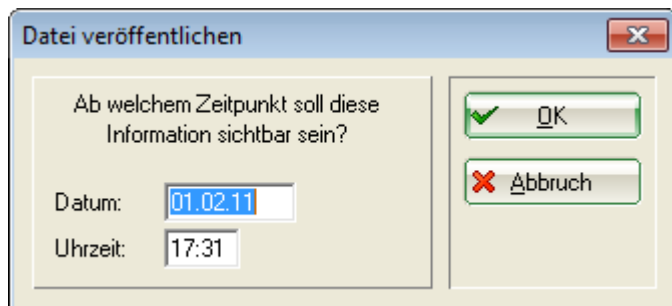 Datei veröffentlichen
Ab welchem Zeitpunkt soll diese
Information sichtbar sein?
Datum: 01.02.11
Uhrzeit: 17:31
OK
Abbruch